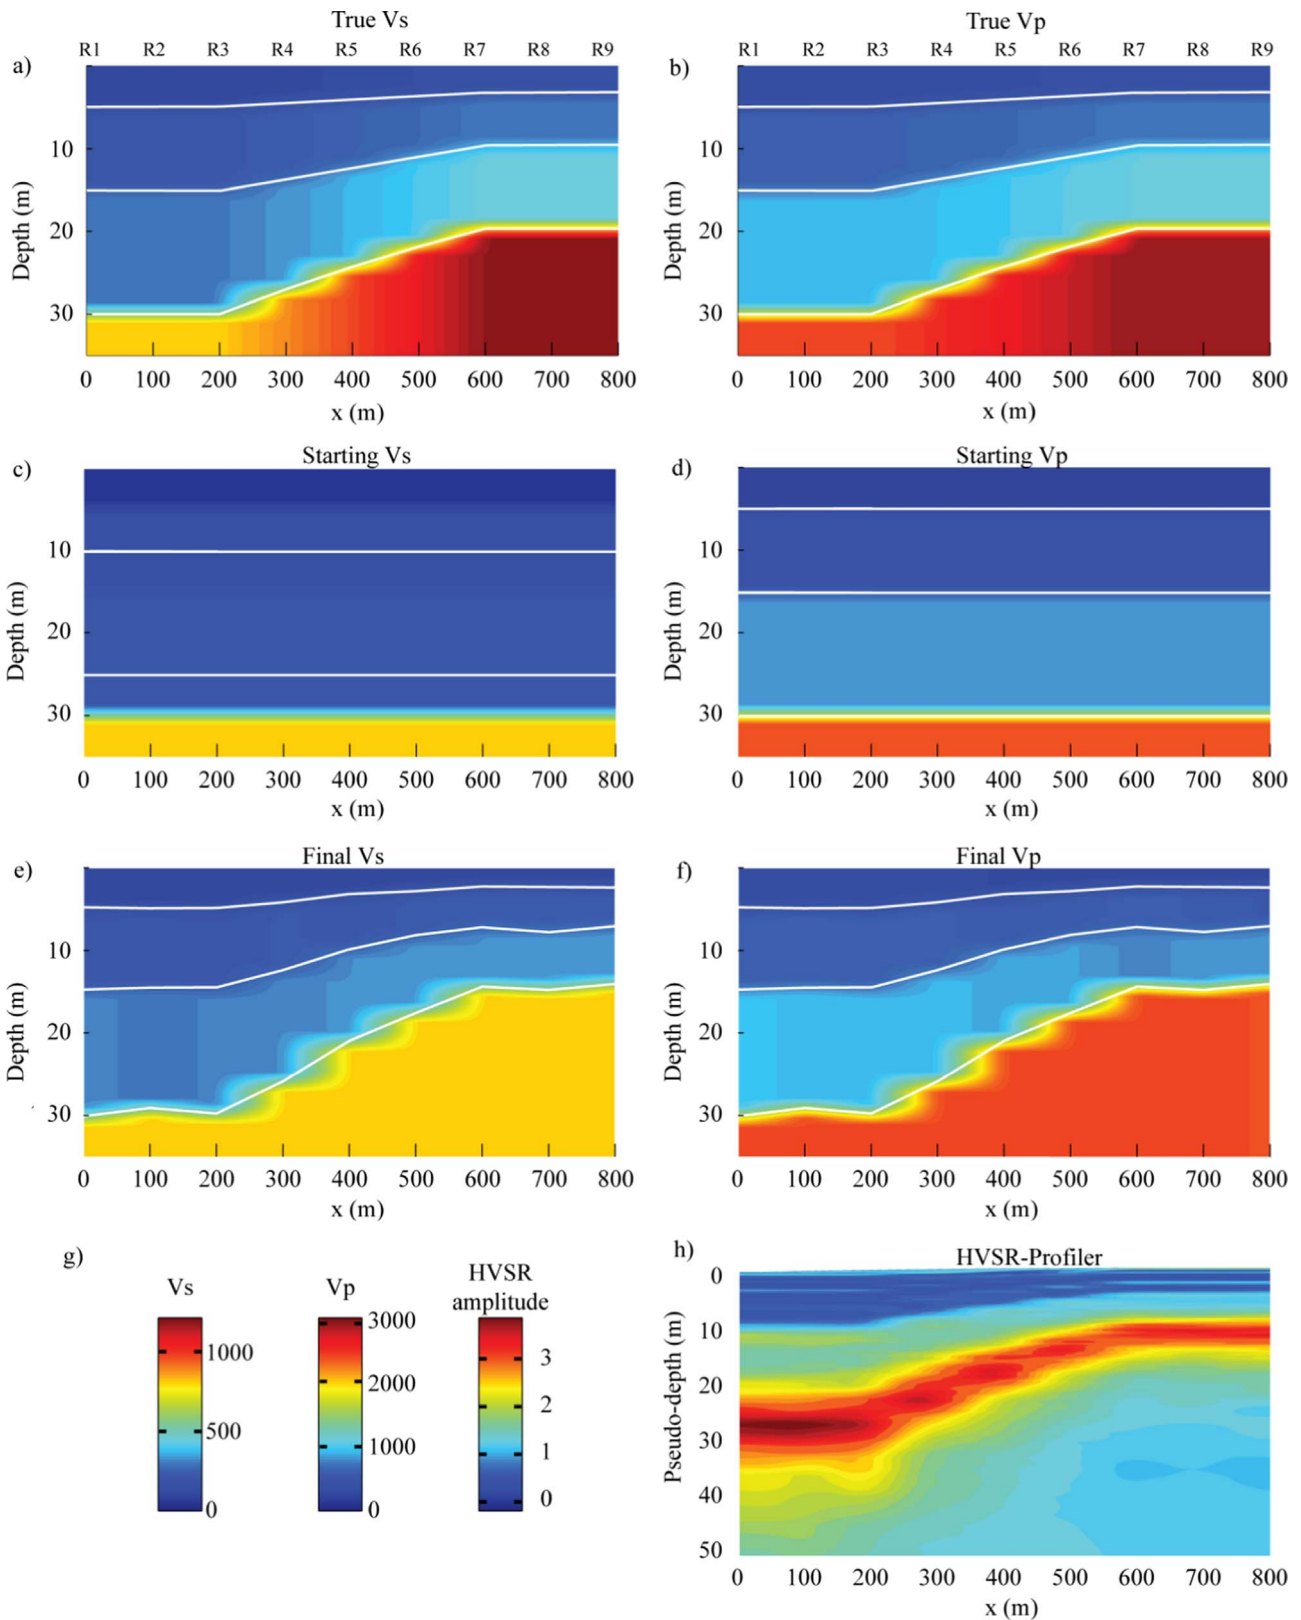 True Vs
R1 R2 R3 R4 R5 R6 R7 R8 R9
a)
10
20
30
Depth (m)
0 100 200 300 400 500 600 700 800
x (m)
True Vp
R1 R2 R3 R4 R5 R6 R7 R8 R9
b)
10
20
30
Depth (m)
0 100 200 300 400 500 600 700 800
x (m)
Starting Vs
c)
10
20
30
Depth (m)
0 100 200 300 400 500 600 700 800
x (m)
Starting Vp
d)
10
20
30
Depth (m)
0 100 200 300 400 500 600 700 800
x (m)
Final Vs
e)
10
20
30
Depth (m)
0 100 200 300 400 500 600 700 800
x (m)
Final Vp
f)
10
20
30
Depth (m)
0 100 200 300 400 500 600 700 800
x (m)
g)
Vs
1000
500
0
Vp
3000
2000
1000
0
HVSR
amplitude
3
2
1
0
h)
HVSR-Profiler
0
10
20
30
40
50
Pseudo-depth (m)
0 100 200 300 400 500 600 700 800
x (m)